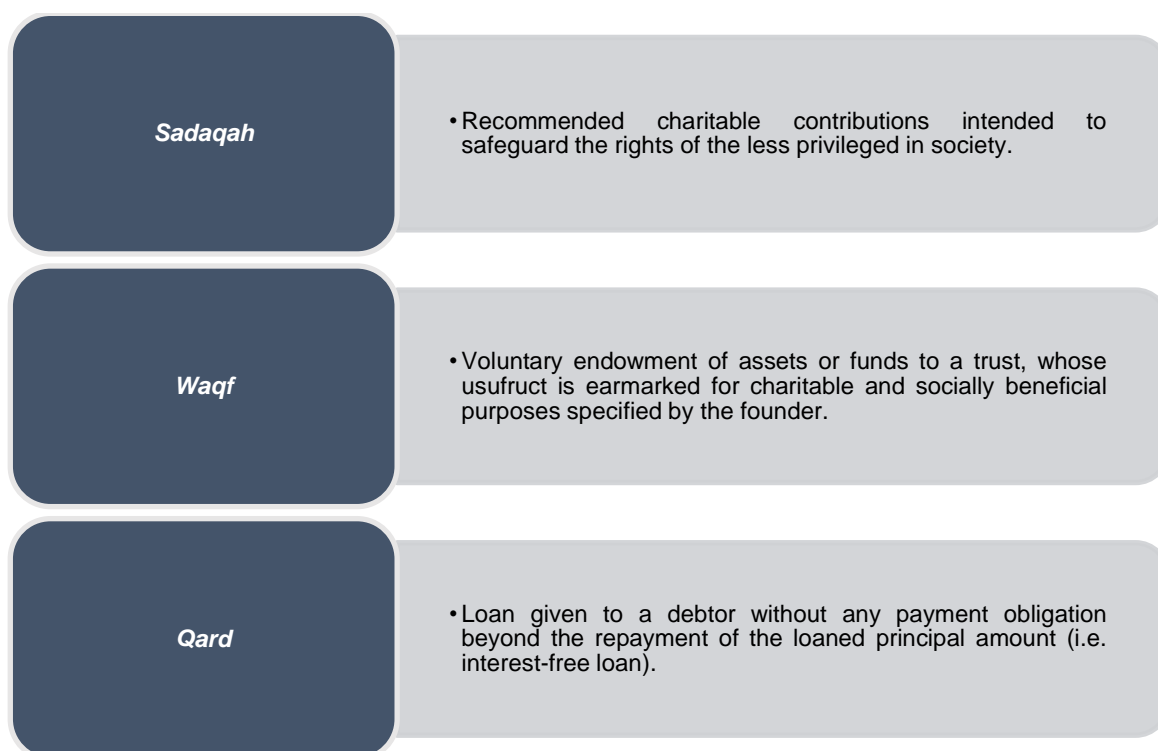 Sadaqah
• Recommended charitable contributions intended to
safeguard the rights of the less privileged in society.
Waqf
• Voluntary endowment of assets or funds to a trust, whose
usufruct is earmarked for charitable and socially beneficial
purposes specified by the founder.
Qard
• Loan given to a debtor without any payment obligation
beyond the repayment of the loaned principal amount (i.e.
interest-free loan).